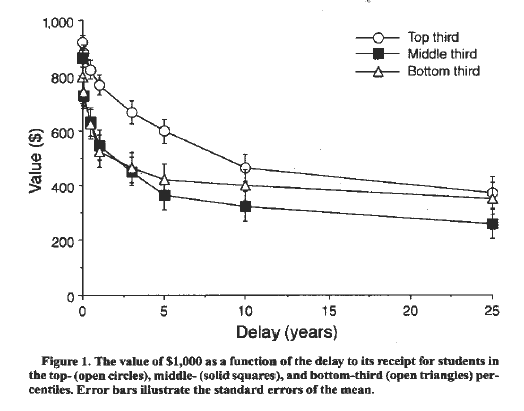 1,000
800
600
400
200
0
Value ($)
Top third
Middle third
Bottom third
0 5 10 15 20 25
Delay (years)
Figure 1. The value of $1,000 as a function of the delay to its receipt for students in
the top- (open circles), middle- (solid squares), and bottom-third (open triangles) per-
centiles. Error bars illustrate the standard errors of the mean.